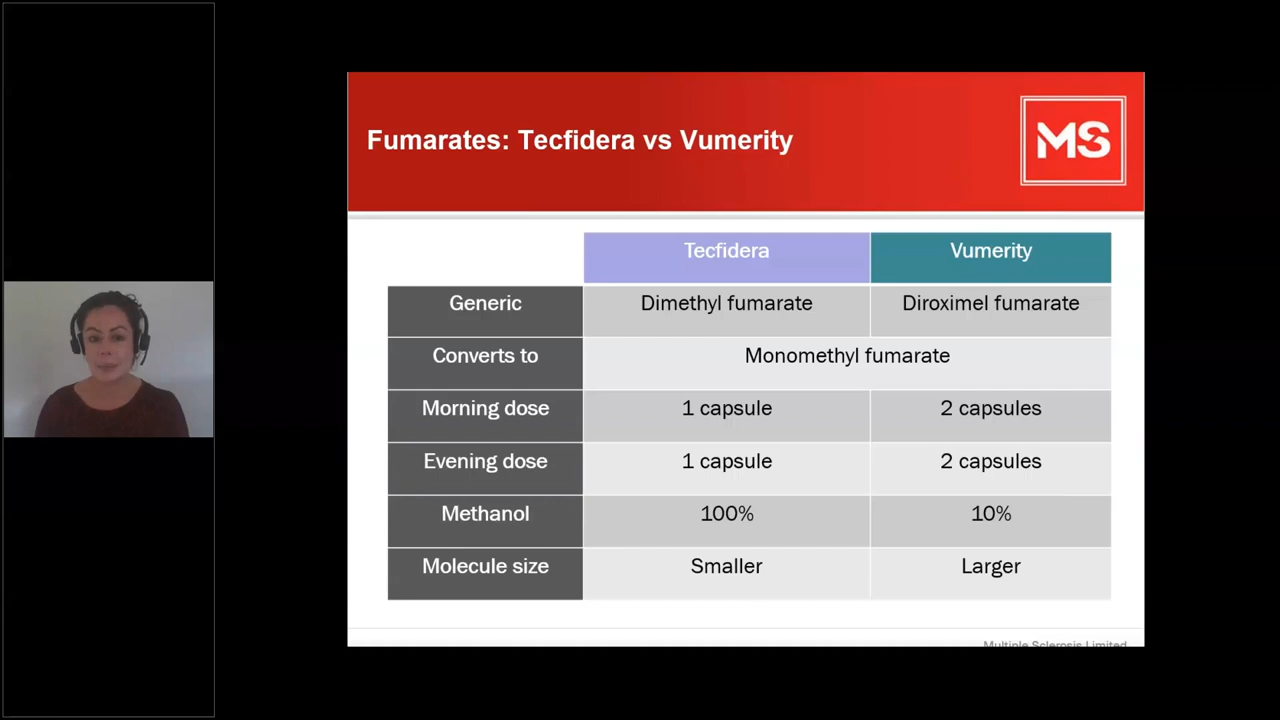 Fumarates: Tecfidera vs Vumerity
MS
Tecfidera Vumerity
Generic Dimethyl fumarate Diroximel fumarate
Converts to Monomethyl fumarate
Morning dose 1 capsule 2 capsules
Evening dose 1 capsule 2 capsules
Methanol 100% 10%
Molecule size Smaller Larger
Multiple Sclerosis Limited